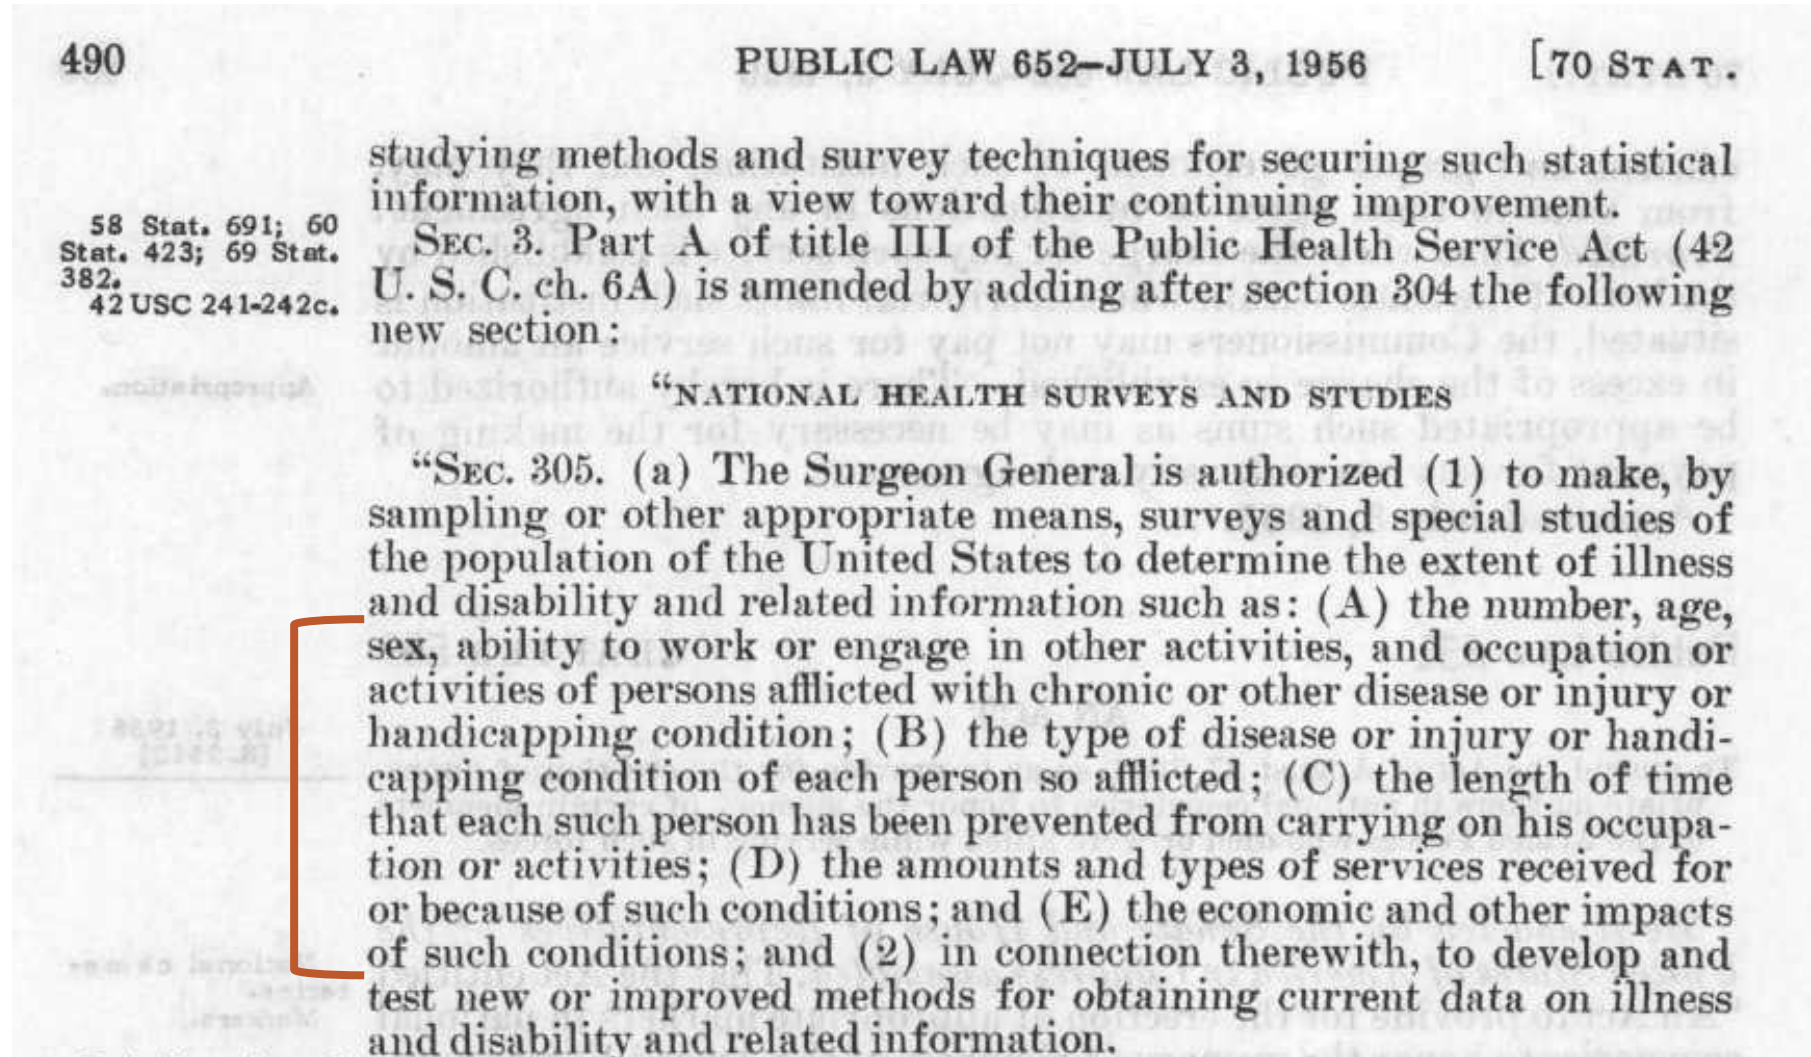 490
PUBLIC LAW 652—JULY 3, 1956
[70 STAT.
studying methods and survey techniques for securing such statistical
information, with a view toward their continuing improvement.
58 Stat. 691; 60
Stat. 423; 69 Stat.
382.
42 USC 241-242c.
SEC. 3. Part A of title III of the Public Health Service Act (42
U. S. C. ch. 6A) is amended by adding after section 304 the following
new section:
"NATIONAL HEALTH SURVEYS AND STUDIES
"SEC. 305. (a) The Surgeon General is authorized (1) to make, by
sampling or other appropriate means, surveys and special studies of
the population of the United States to determine the extent of illness
and disability and related information such as: (A) the number, age,
sex, ability to work or engage in other activities, and occupation or
activities of persons afflicted with chronic or other disease or injury or
handicapping condition; (B) the type of disease or injury or handi-
capping condition of each person so afflicted; (C) the length of time
that each such person has been prevented from carrying on his occupa-
tion or activities; (D) the amounts and types of services received for
or because of such conditions; and (E) the economic and other impacts
of such conditions; and (2) in connection therewith, to develop and
test new or improved methods for obtaining current data on illness
and disability and related information.